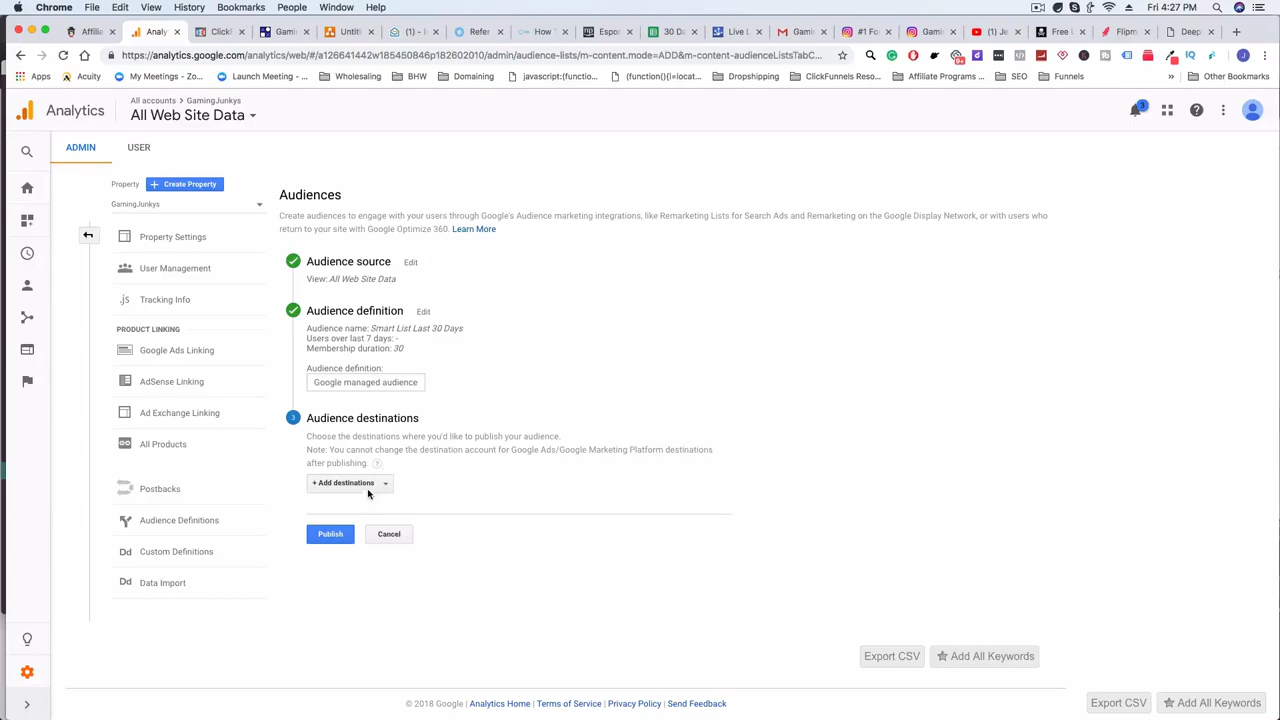 Chrome File Edit View History Bookmarks People Window Help
Fri 4:27 PM
Affilia
Analy
ClickF
Gami
Untitl
(1) - I
Refer
How T
Espor
30 D
Live L
Gami
#1 Fo
Gami
(1) Je
Free U
Flipm
Deep
https://analytics.google.com/analytics/web/#/a126641442w185450846p182602010/admin/audience-lists/m-content.mode=ADD&m-content-audienceListsTabC...
Apps Acuity My Meetings - Zo... Launch Meeting - ... Wholesaling BHW Domaining javascript:(functio... (function(){l=locat... Dropshipping ClickFunnels Reso... Affiliate Programs ... SEO Funnels » Other Bookmarks
Analytics
All accounts > GamingJunkys
All Web Site Data
3
ADMIN USER
Property + Create Property
GamingJunkys
Property Settings
User Management
.js Tracking Info
PRODUCT LINKING
Google Ads Linking
AdSense Linking
Ad Exchange Linking
All Products
Postbacks
Audience Definitions
Dd Custom Definitions
Dd Data Import
Audiences
Create audiences to engage with your users through Google's Audience marketing integrations, like Remarketing Lists for Search Ads and Remarketing on the Google Display Network, or with users who
return to your site with Google Optimize 360. Learn More
Audience source Edit
View: All Web Site Data
Audience definition Edit
Audience name: Smart List Last 30 Days
Users over last 7 days: -
Membership duration: 30
Audience definition:
Google managed audience
3 Audience destinations
Choose the destinations where you'd like to publish your audience.
Note: You cannot change the destination account for Google Ads/Google Marketing Platform destinations
after publishing. ?
+ Add destinations
Publish Cancel
Export CSV Add All Keywords
© 2018 Google | Analytics Home | Terms of Service | Privacy Policy | Send Feedback
Export CSV Add All Keywords